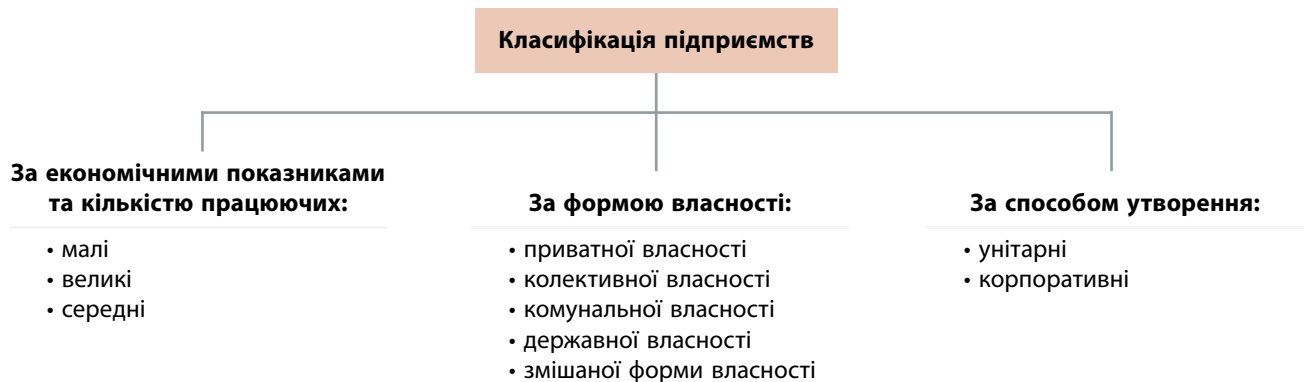 Класифікація підприємств
За економічними показниками
та кількістю працюючих:
• малі
• великі
• середні
За формою власності:
• приватної власності
• колективної власності
• комунальної власності
• державної власності
• змішаної форми власності
За способом утворення:
• унітарні
• корпоративні